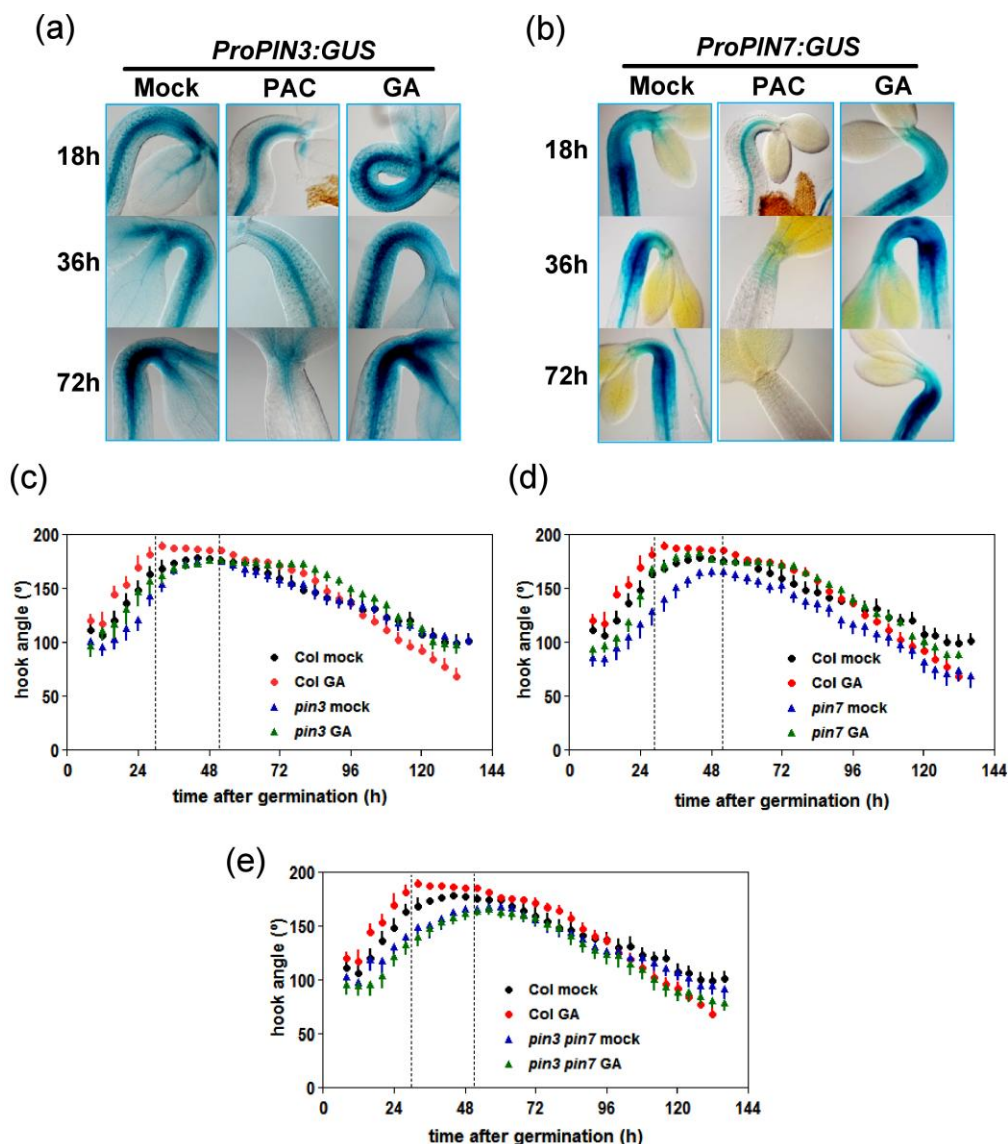 (a)
ProPIN3:GUS
Mock PAC GA
18h
36h
72h
(b)
ProPIN7:GUS
Mock PAC GA
18h
36h
72h
(c)
hook angle (º)
200
150
100
50
0
Col mock
Col GA
pin3 mock
pin3 GA
0 24 48 72 96 120 144
time after germination (h)
(d)
hook angle (º)
200
150
100
50
0
Col mock
Col GA
pin7 mock
pin7 GA
0 24 48 72 96 120 144
time after germination (h)
(e)
hook angle (º)
200
150
100
50
0
Col mock
Col GA
pin3 pin7 mock
pin3 pin7 GA
0 24 48 72 96 120 144
time after germination (h)